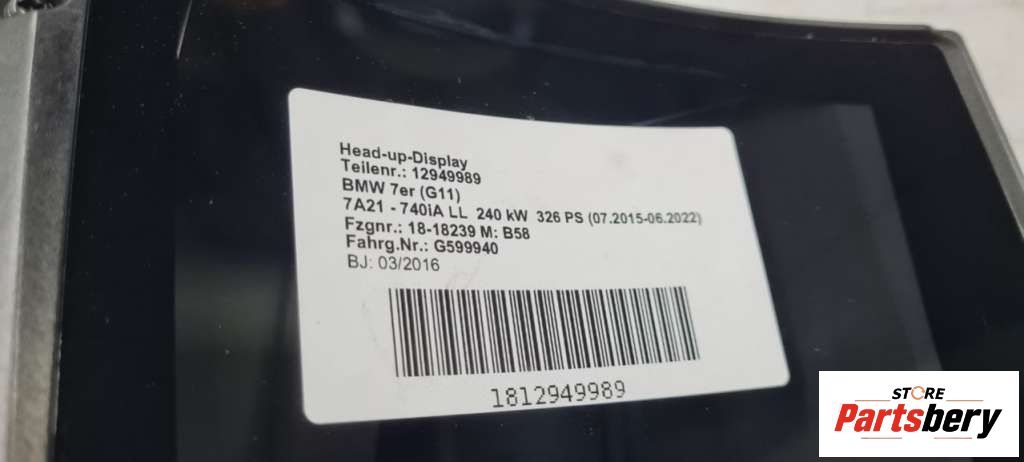 Head-up-Display
Teilenr.: 12949989
BMW 7er (G11)
7A21 - 740iA LL 240 kW 326 PS (07.2015-06.2022)
Fzgnr.: 18-18239 M: B58
Fahrg.Nr.: G599940
BJ: 03/2016
1812949989
STORE
Partsbery